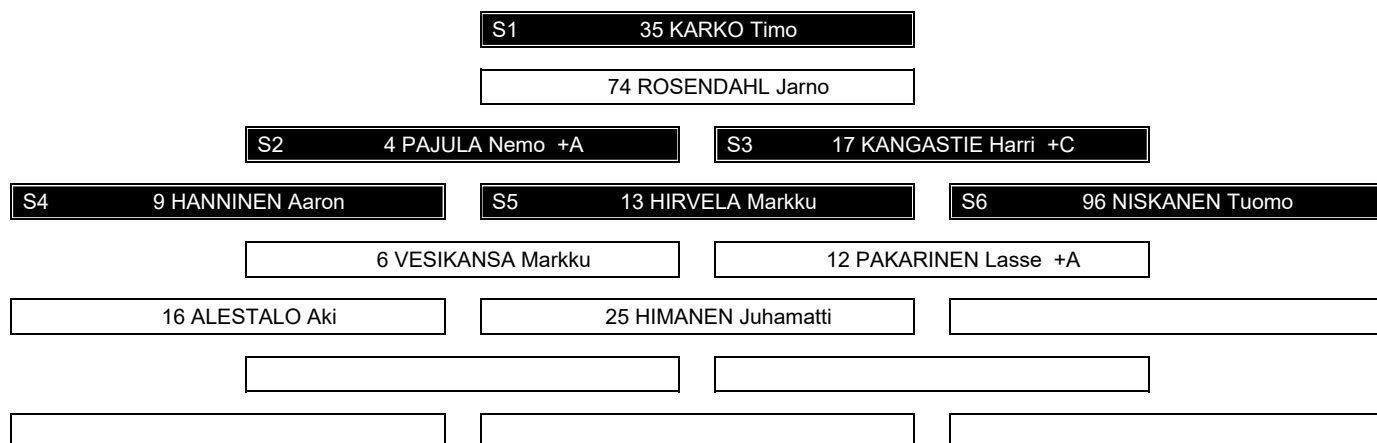 S1 35 KARKO Timo
74 ROSENDAHL Jarno
S2 4 PAJULA Nemo +A S3 17 KANGASTIE Harri +C
S4 9 HANNINEN Aaron S5 13 HIRVELA Markku S6 96 NISKANEN Tuomo
6 VESIKANSA Markku 12 PAKARINEN Lasse +A
16 ALESTALO Aki 25 HIMANEN Juhamatti